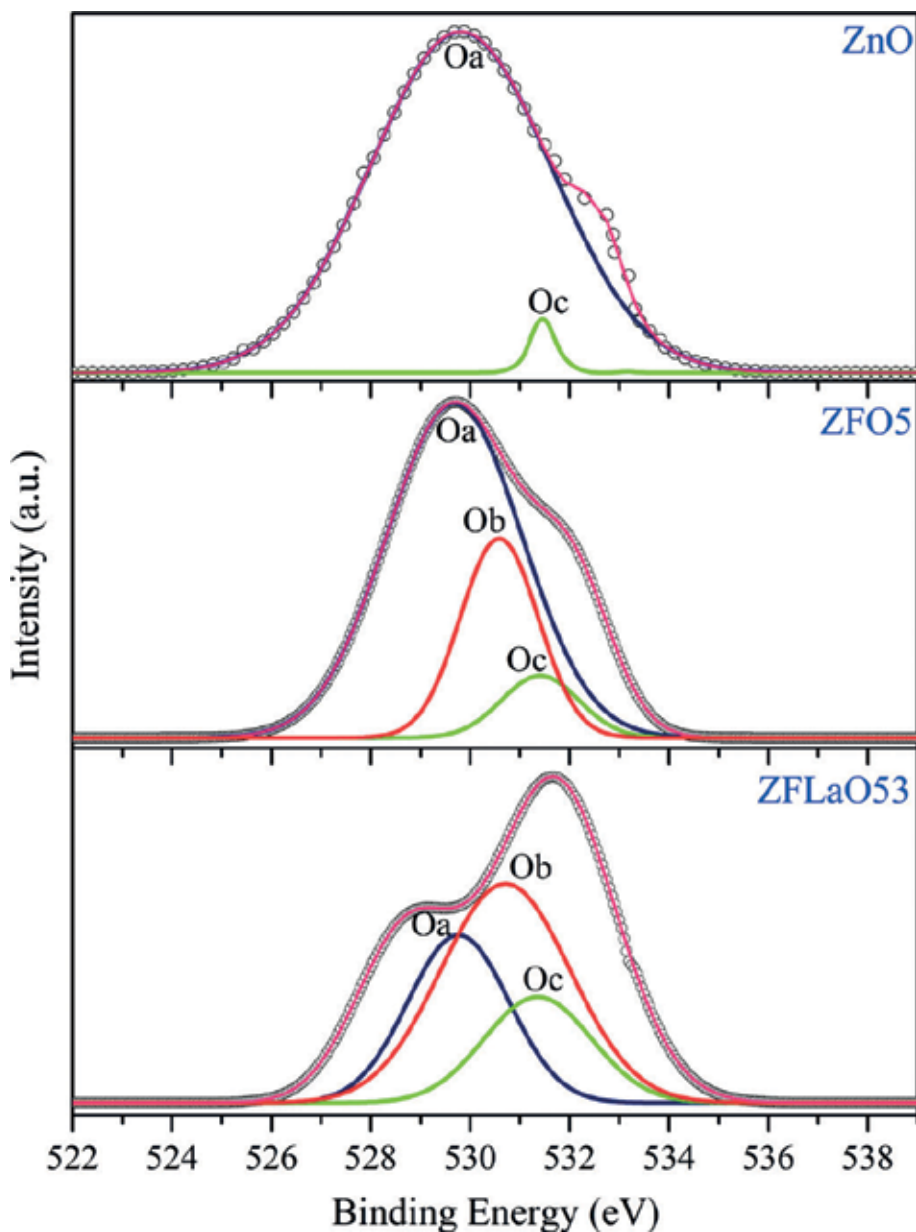 ZnO
Oa
Oc
ZFO5
Oa
Ob
Oc
ZFLaO53
Ob
Oa
Oc
Intensity (a.u.)
522 524 526 528 530 532 534 536 538
Binding Energy (eV)